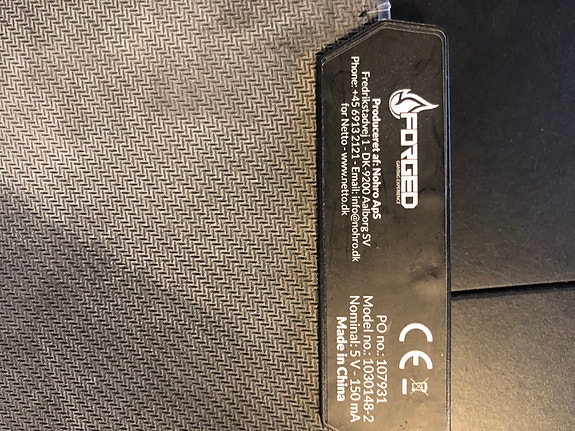 FORGED
GAMING EXPERIENCE
Produceret af: Nohro ApS
Fredrikstadvej 1 - DK-9200 Aalborg SV
Phone: +45 6913 2121 - Email: info@nohro.dk
for Netto - www.netto.dk
CE
PO no.: 107931
Model no.: 1030148-2
Nominal: 5 V - 150 mA
Made in China